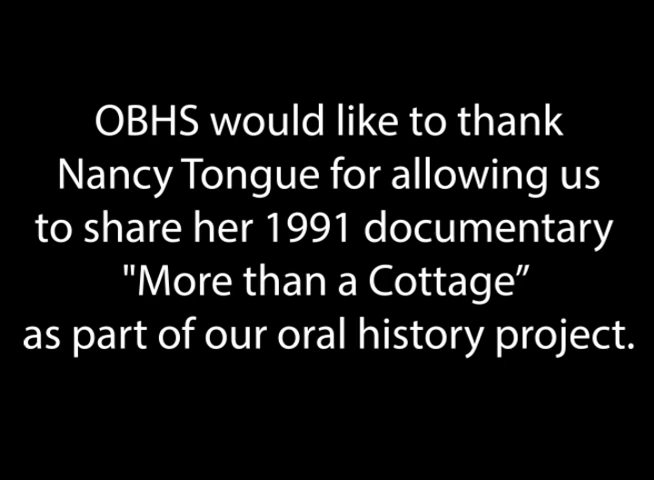 OBHS would like to thank
Nancy Tongue for allowing us
to share her 1991 documentary
"More than a Cottage”
as part of our oral history project.